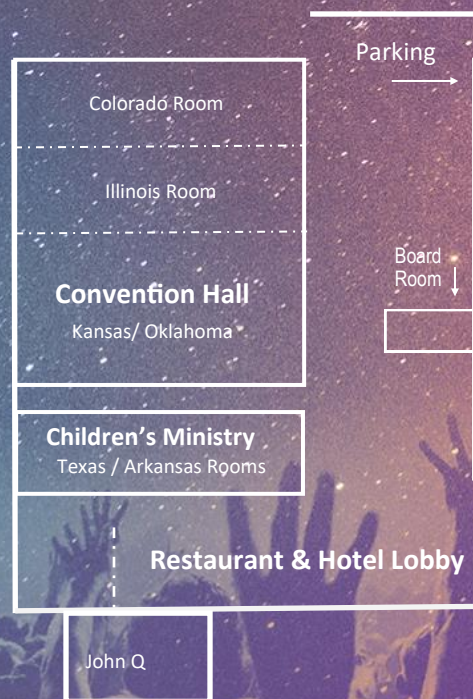 Parking
Colorado Room
Illinois Room
Board
Room
Convention Hall
Kansas/ Oklahoma
Children's Ministry
Texas / Arkansas Rooms
Restaurant & Hotel Lobby
John Q